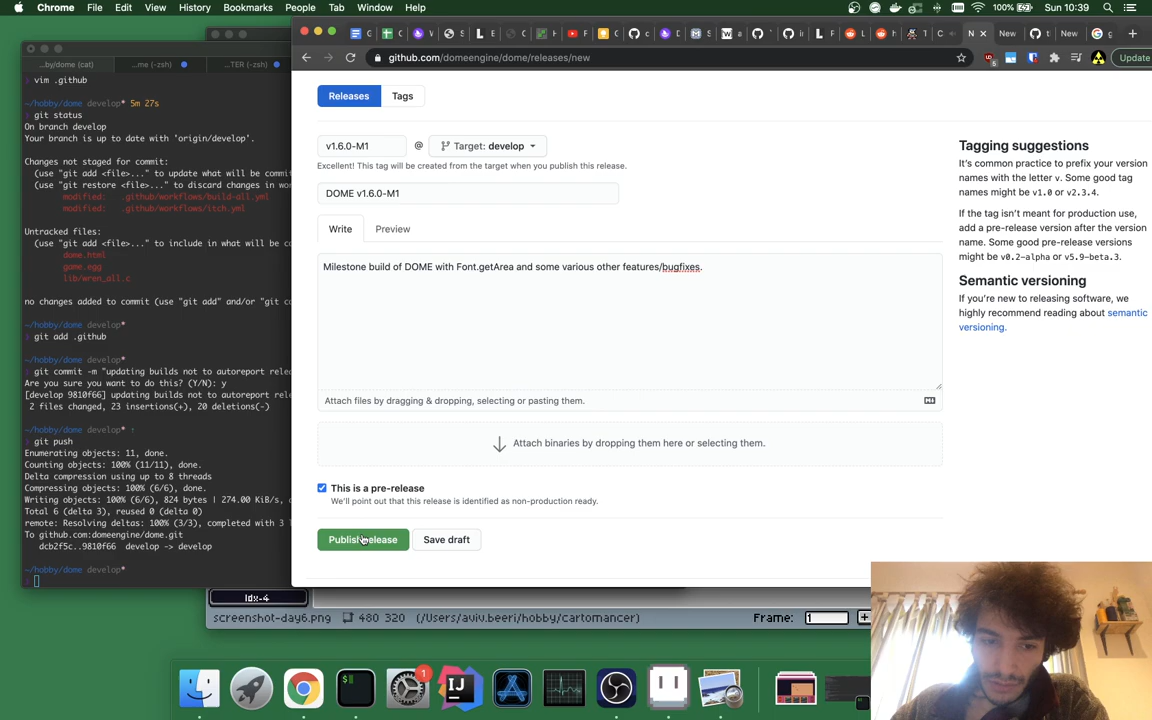 Chrome File Edit View History Bookmarks People Tab Window Help 100% Sun 10:39
...by/dome (cat) ...me (-zsh) ...TER (-zsh)
vim .github
~/hobby/dome develop* 5m 27s
git status
On branch develop
Your branch is up to date with 'origin/develop'.
Changes not staged for commit:
(use "git add <file>..." to update what will be commi
(use "git restore <file>..." to discard changes in wo
modified: .github/workflows/build-all.yml
modified: .github/workflows/itch.yml
Untracked files:
(use "git add <file>..." to include in what will be co
dome.html
game.egg
lib/wren_all.c
no changes added to commit (use "git add" and/or "git co
~/hobby/dome develop*
git add .github
~/hobby/dome develop*
git commit -m "updating builds not to autoreport relea
Are you sure you want to do this? (Y/N): y
[develop 9810f66] updating builds not to autoreport rele
2 files changed, 23 insertions(+), 20 deletions(-)
~/hobby/dome develop* ↑
git push
Enumerating objects: 11, done.
Counting objects: 100% (11/11), done.
Delta compression using up to 8 threads
Compressing objects: 100% (6/6), done.
Writing objects: 100% (6/6), 824 bytes | 274.00 KiB/s,
Total 6 (delta 3), reused 0 (delta 0)
remote: Resolving deltas: 100% (3/3), completed with 3 l
To github.com:domeengine/dome.git
dcb2f5c..9810f66 develop -> develop
~/hobby/dome develop*
github.com/domeengine/dome/releases/new
Update
Releases Tags
v1.6.0-M1 @ Target: develop
Excellent! This tag will be created from the target when you publish this release.
DOME v1.6.0-M1
Write Preview
Milestone build of DOME with Font.getArea and some various other features/bugfixes.
Attach files by dragging & dropping, selecting or pasting them.
Attach binaries by dropping them here or selecting them.
This is a pre-release
We'll point out that this release is identified as non-production ready.
Publish release Save draft
Tagging suggestions
It's common practice to prefix your version
names with the letter v. Some good tag
names might be v1.0 or v2.3.4.
If the tag isn't meant for production use,
add a pre-release version after the version
name. Some good pre-release versions
might be v0.2-alpha or v5.9-beta.3.
Semantic versioning
If you're new to releasing software, we
highly recommend reading about semantic
versioning.
Idx-4
screenshot-day6.png 480 320 (/Users/aviv.beeri/hobby/cartomancer) Frame: 1
1